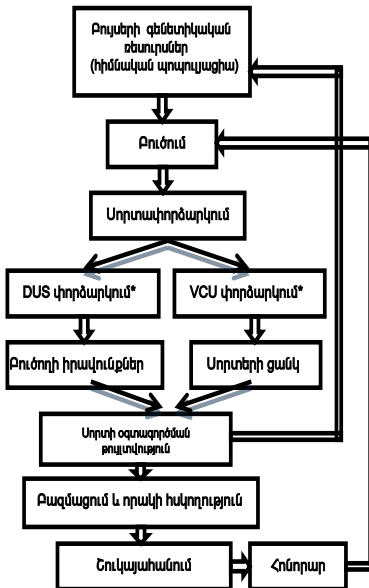 Բույսերի գենետիկական
ռեսուրսներ
(հիմնական պոպուլյացիա)
Բուծում
Սորտափորձարկում
DUS փորձարկում*
VCU փորձարկում*
Բուծողի իրավունքներ
Սորտերի ցանկ
Սորտի օգտագործման
թույլտվություն
Բազմացում և որակի հսկողություն
Շուկայահանում
Հոնորար